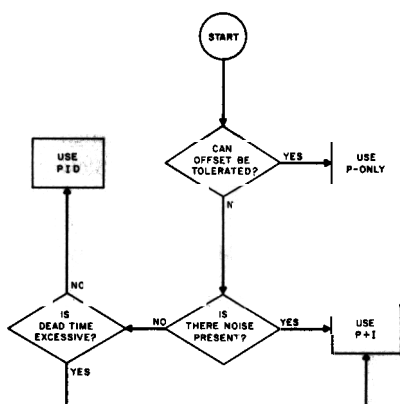 START
CAN
OFFSET BE
TOLERATED?
YES
USE
P-ONLY
N
USE
PID
NO
IS
DEAD TIME
EXCESSIVE?
YES
NO
IS
THERE NOISE
PRESENT?
YES
USE
P+I